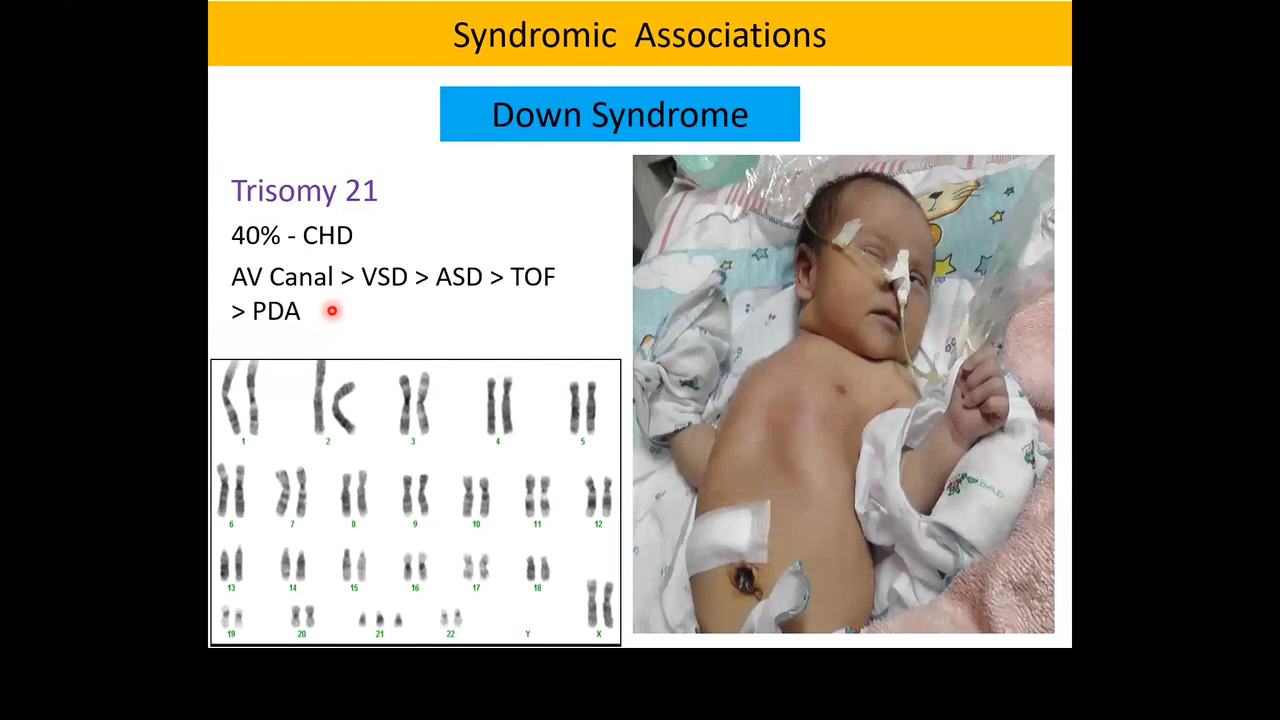 Syndromic Associations
Down Syndrome
Trisomy 21
40% - CHD
AV Canal > VSD > ASD > TOF
> PDA
1 2 3 4 5
6 7 8 9 10 11 12
13 14 15 16 17 18
19 20 21 22 Y X